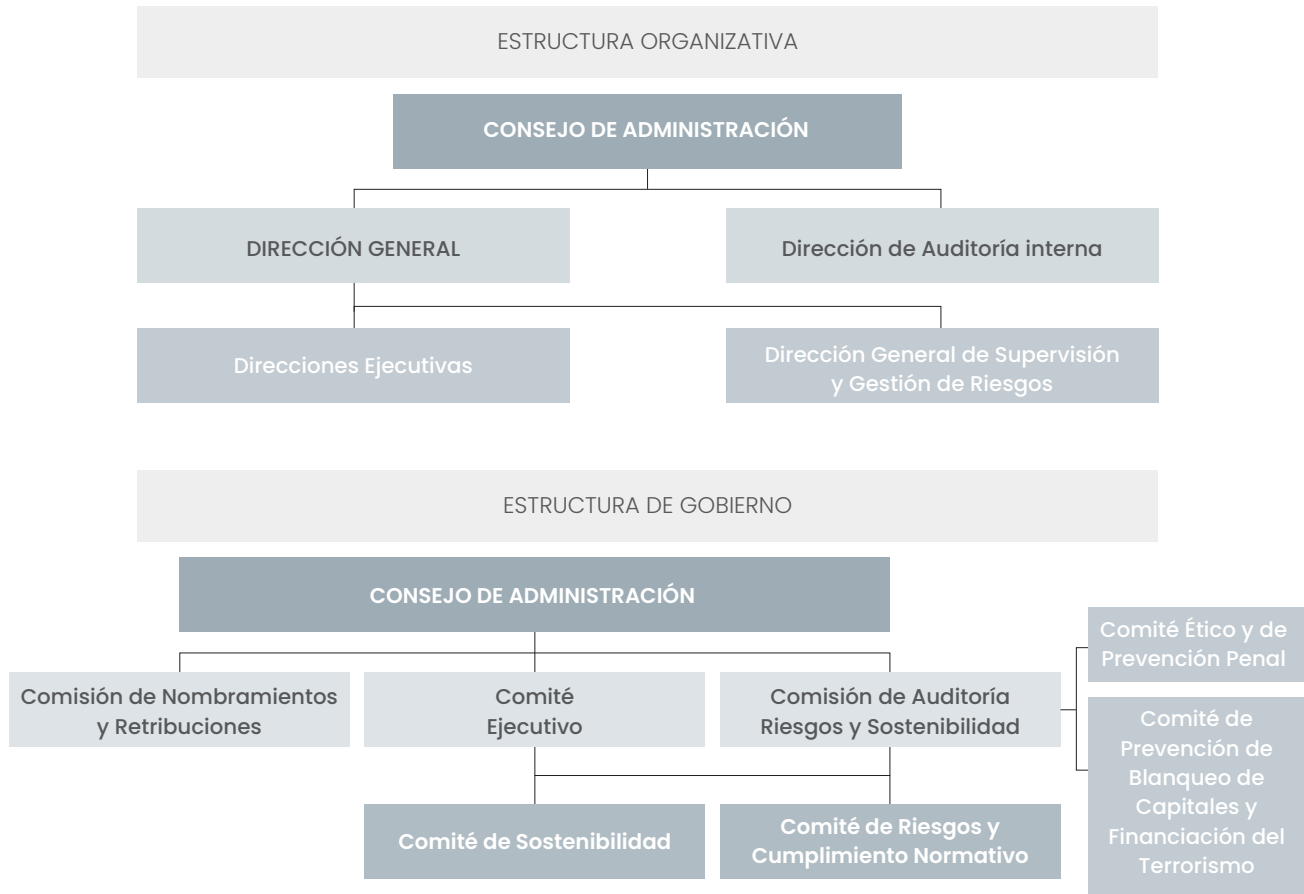 ESTRUCTURA ORGANIZATIVA
CONSEJO DE ADMINISTRACIÓN
DIRECCIÓN GENERAL
Dirección de Auditoría interna
Direcciones Ejecutivas
Dirección General de Supervisión
y Gestión de Riesgos
ESTRUCTURA DE GOBIERNO
CONSEJO DE ADMINISTRACIÓN
Comisión de Nombramientos
y Retribuciones
Comité
Ejecutivo
Comisión de Auditoría
Riesgos y Sostenibilidad
Comité Ético y de
Prevención Penal
Comité de
Prevención de
Blanqueo de
Capitales y
Financiación del
Terrorismo
Comité de Sostenibilidad
Comité de Riesgos y
Cumplimiento Normativo